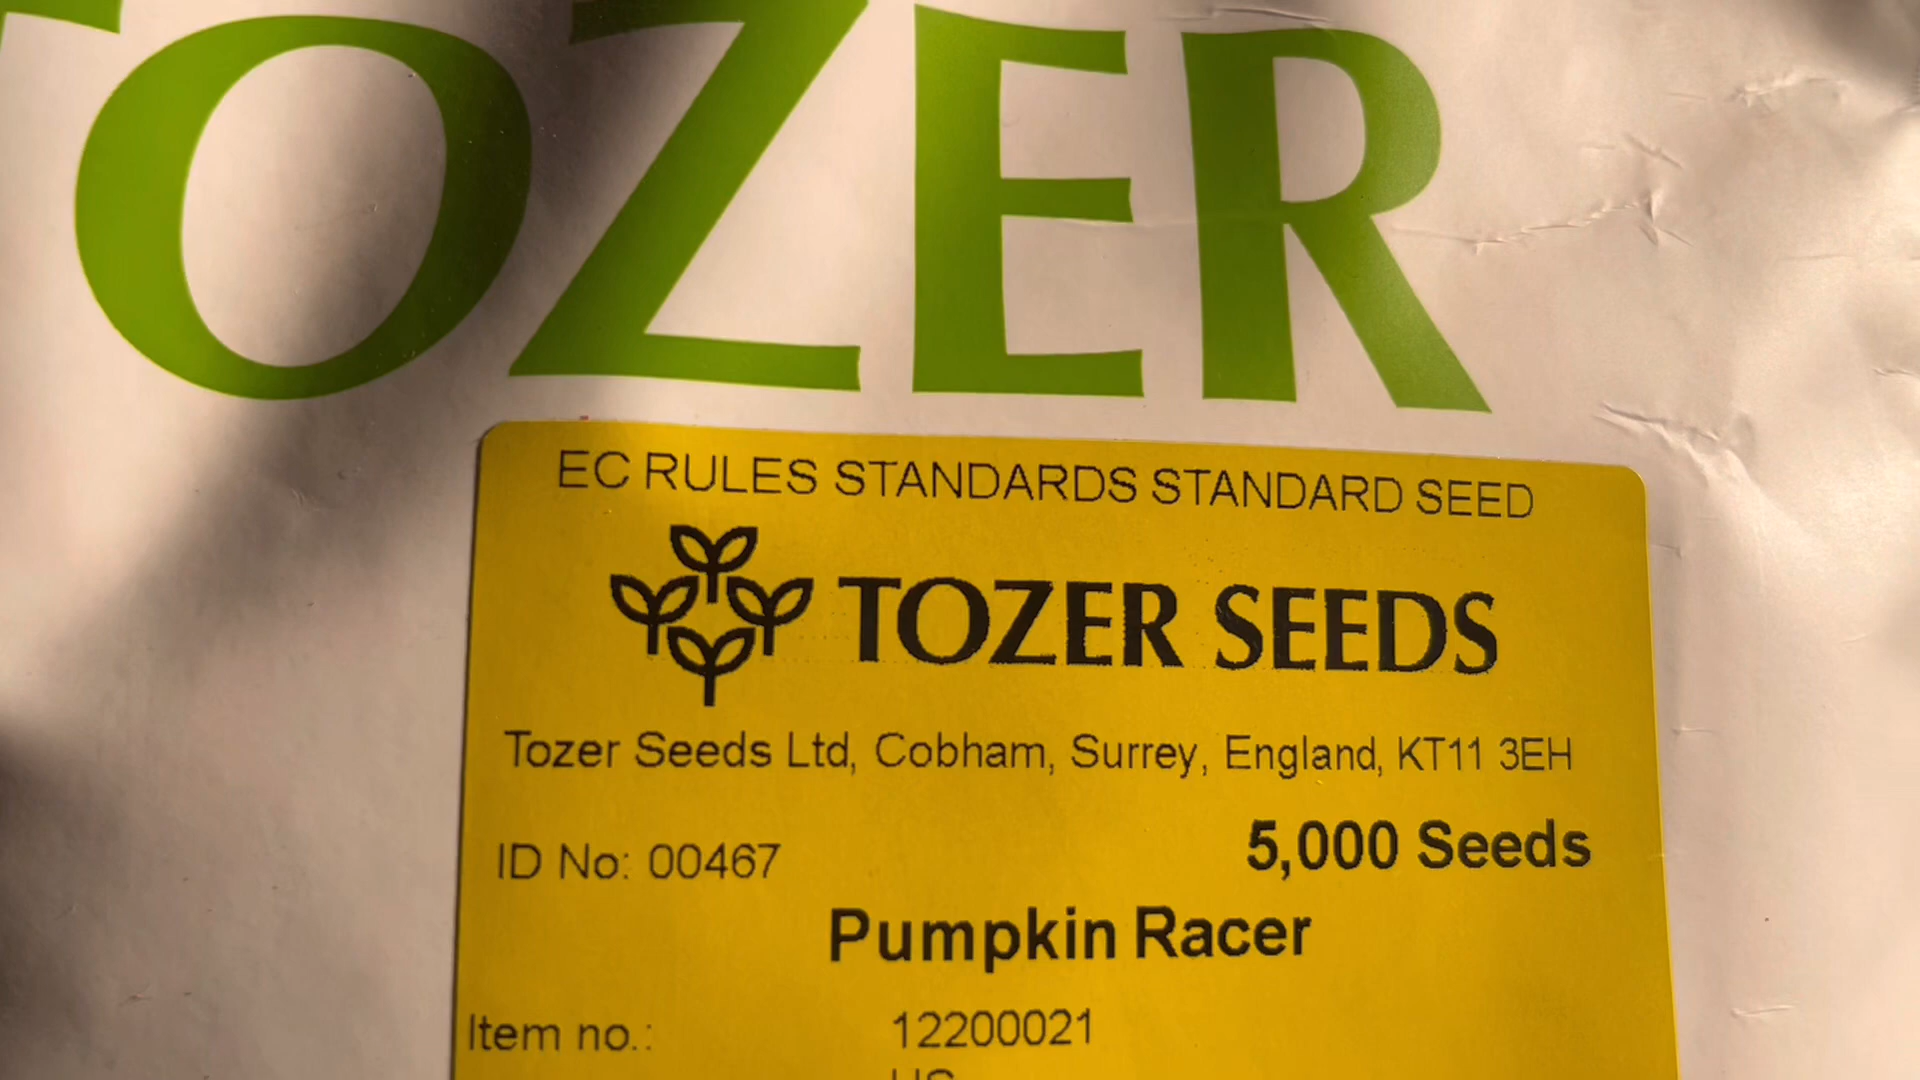 TOZER
EC RULES STANDARDS STANDARD SEED
TOZER SEEDS
Tozer Seeds Ltd, Cobham, Surrey, England, KT11 3EH
5,000 Seeds
ID No: 00467
Pumpkin Racer
Item no.: 12200021